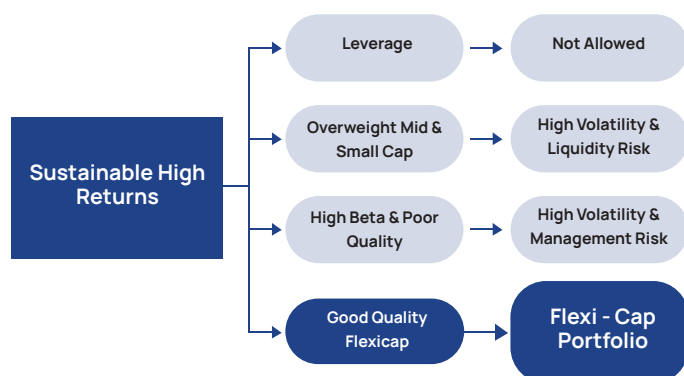 Sustainable High
Returns
Leverage
Not Allowed
Overweight Mid &
Small Cap
High Volatility &
Liquidity Risk
High Beta & Poor
Quality
High Volatility &
Management Risk
Good Quality
Flexicap
Flexi - Cap
Portfolio